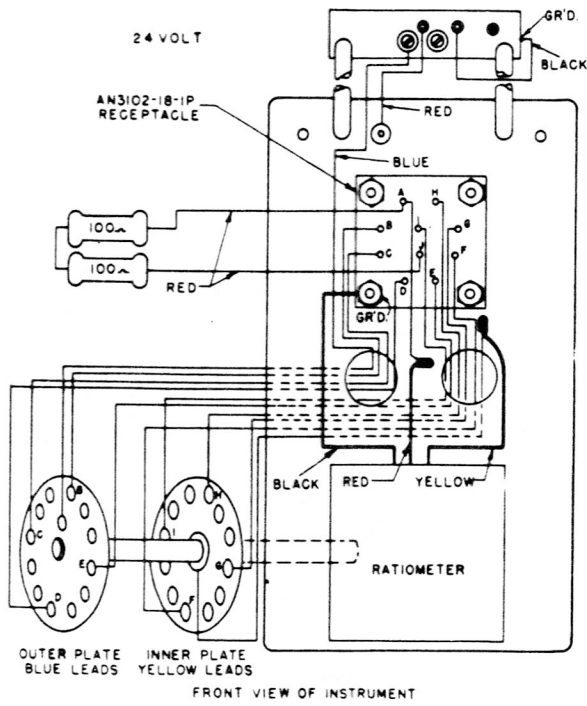 24 VOLT
GR'D.
BLACK
AN3102-18-1P
RECEPTACLE
RED
BLUE
A
H
B
I
G
C
J
F
D
E
100~
100~
RED
GR'D.
BLACK
RED
YELLOW
B
C
E
D
H
I
G
F
RATIOMETER
OUTER PLATE
BLUE LEADS
INNER PLATE
YELLOW LEADS
FRONT VIEW OF INSTRUMENT